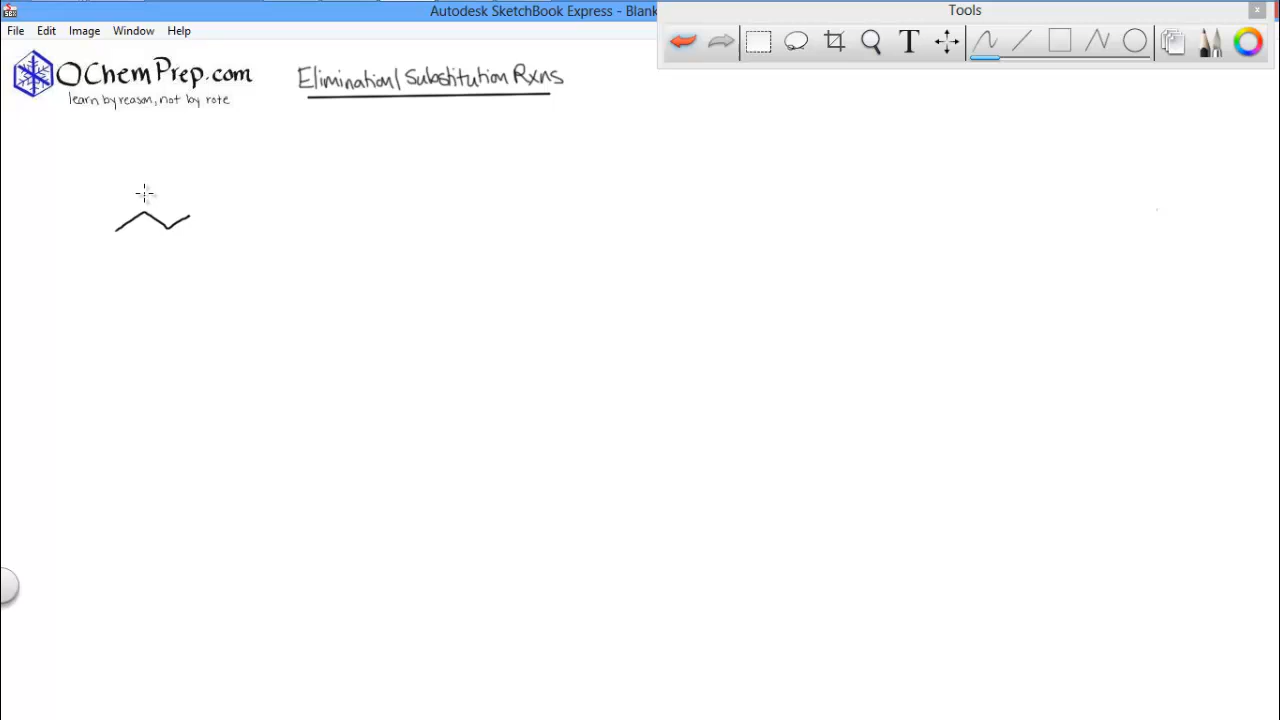 Autodesk SketchBook Express - Blank
Tools
File Edit Image Window Help
OChemPrep.com
learn by reason, not by rote
Elimination/Substitution Rxns
T